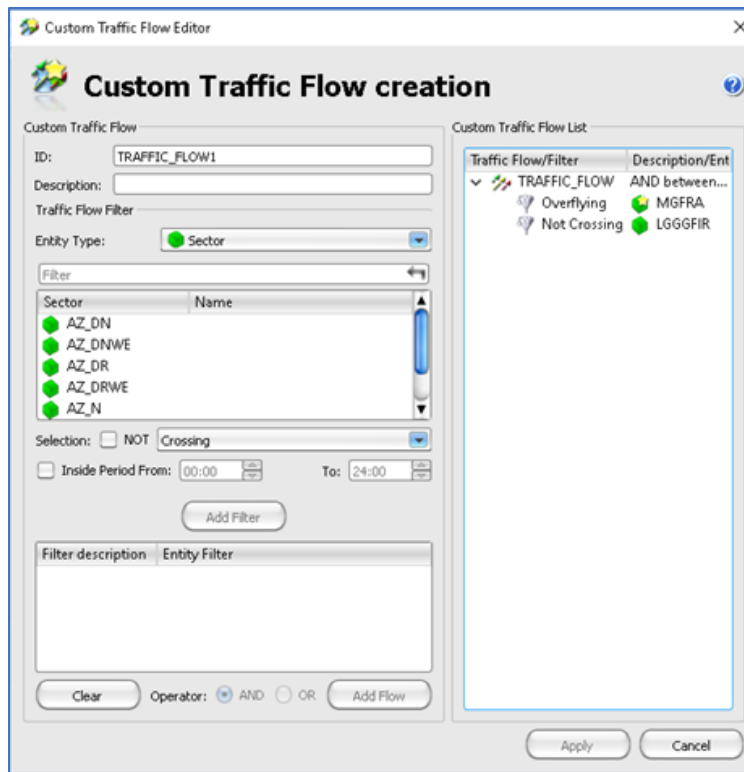 Custom Traffic Flow Editor
Custom Traffic Flow creation
Custom Traffic Flow
ID: TRAFFIC_FLOW1
Description:
Traffic Flow Filter
Entity Type: Sector
Filter
Sector Name
AZ_DN
AZ_DNWE
AZ_DR
AZ_DRWE
AZ_N
Selection: NOT Crossing
Inside Period From: 00:00 To: 24:00
Add Filter
Filter description Entity Filter
Clear Operator: AND OR Add Flow
Custom Traffic Flow List
Traffic Flow/Filter Description/Ent
TRAFFIC_FLOW AND between...
Overflying MGFRA
Not Crossing LGGGFIR
Apply Cancel